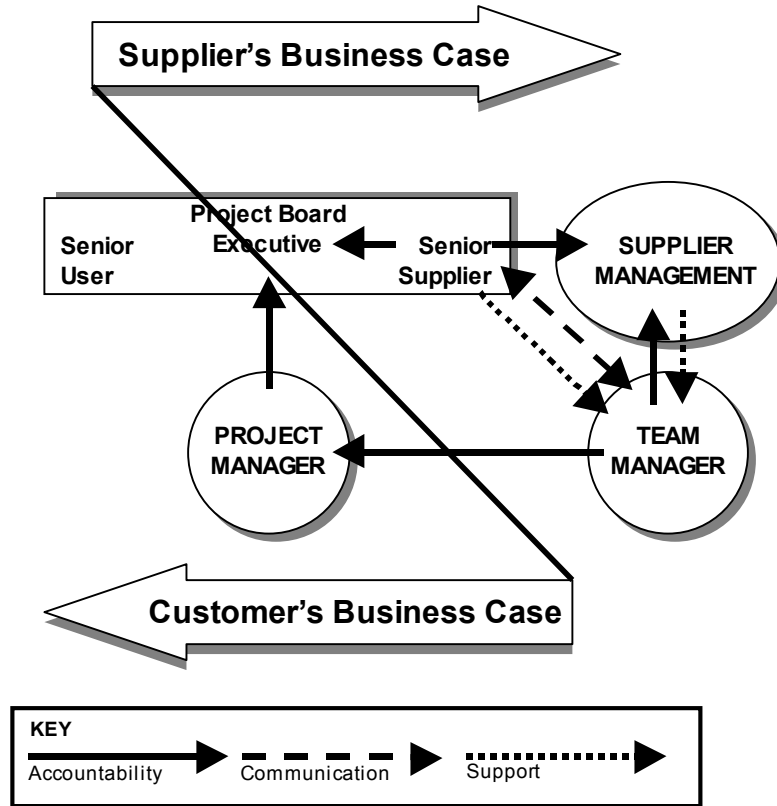 Supplier's Business Case
Project Board
Senior Executive Senior
User Supplier
SUPPLIER
MANAGEMENT
PROJECT
MANAGER
TEAM
MANAGER
Customer's Business Case
KEY
Accountability Communication Support